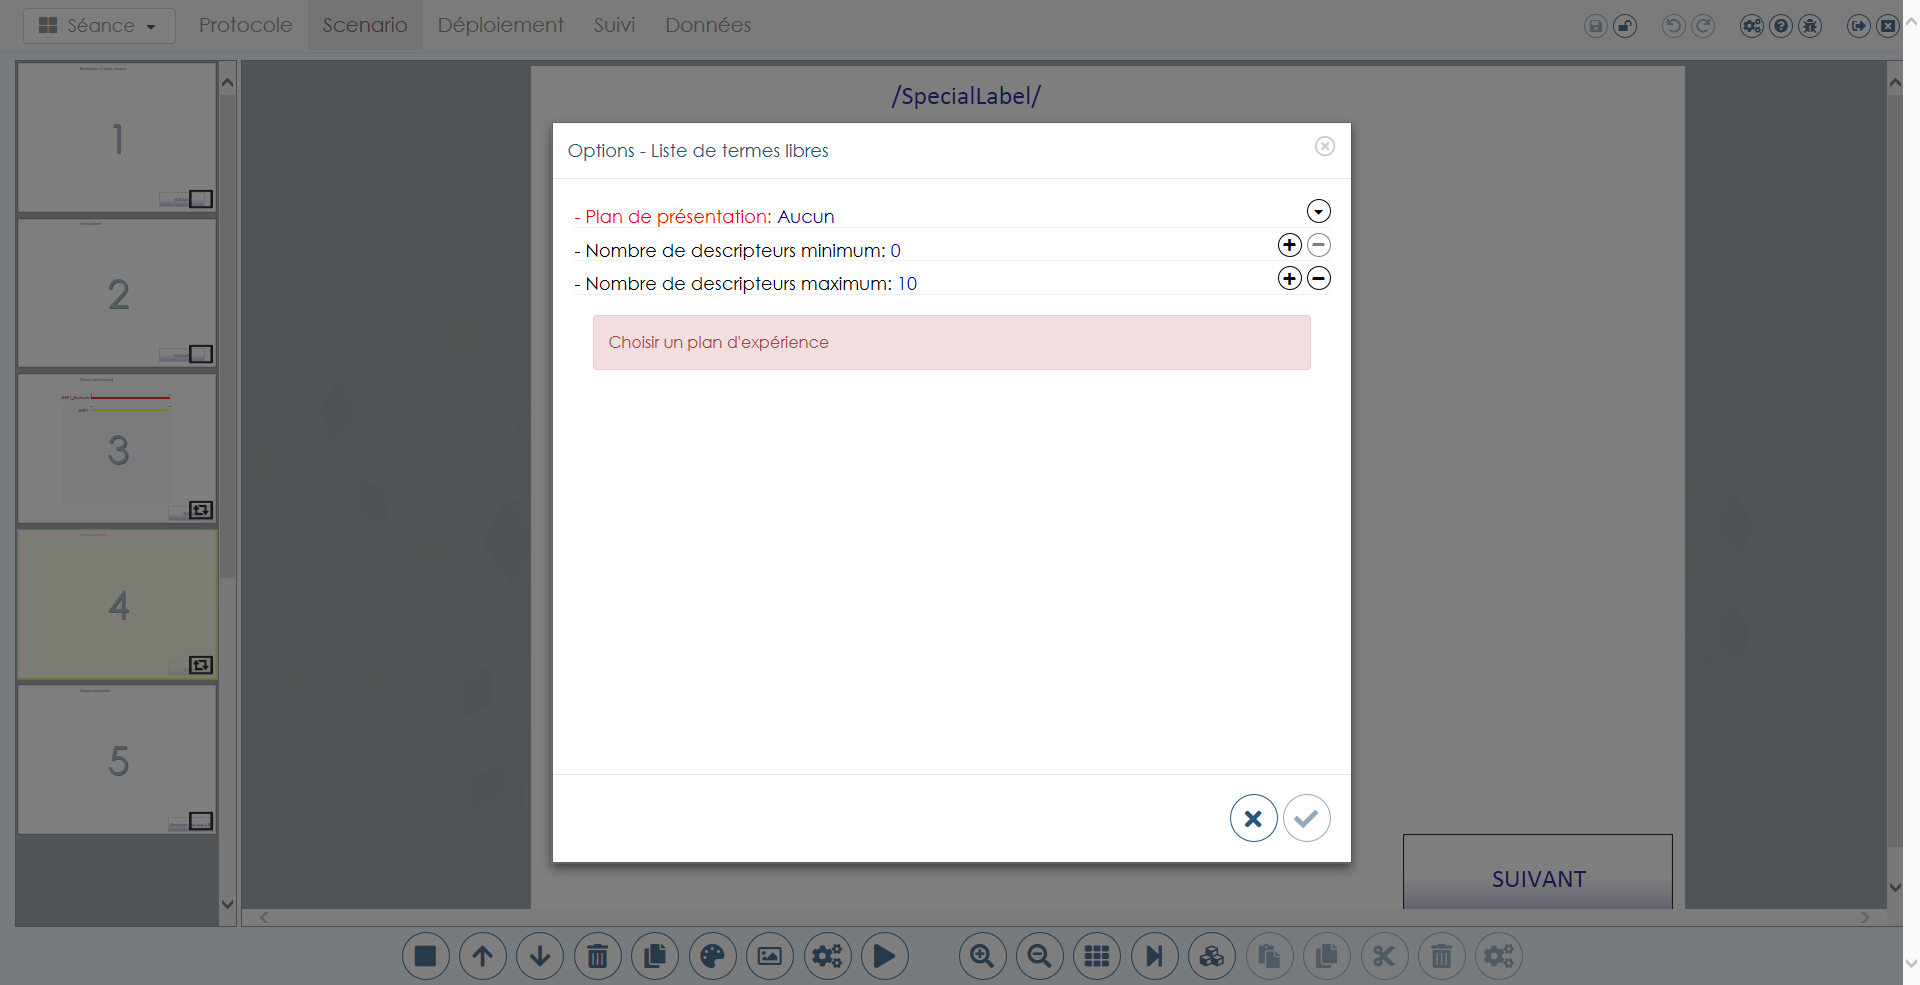 Séance Protocole Scenario Déploiement Suivi Données
1
2
3
4
5
/SpecialLabel/
Options - Liste de termes libres
- Plan de présentation: Aucun
- Nombre de descripteurs minimum: 0
- Nombre de descripteurs maximum: 10
Choisir un plan d'expérience
SUIVANT